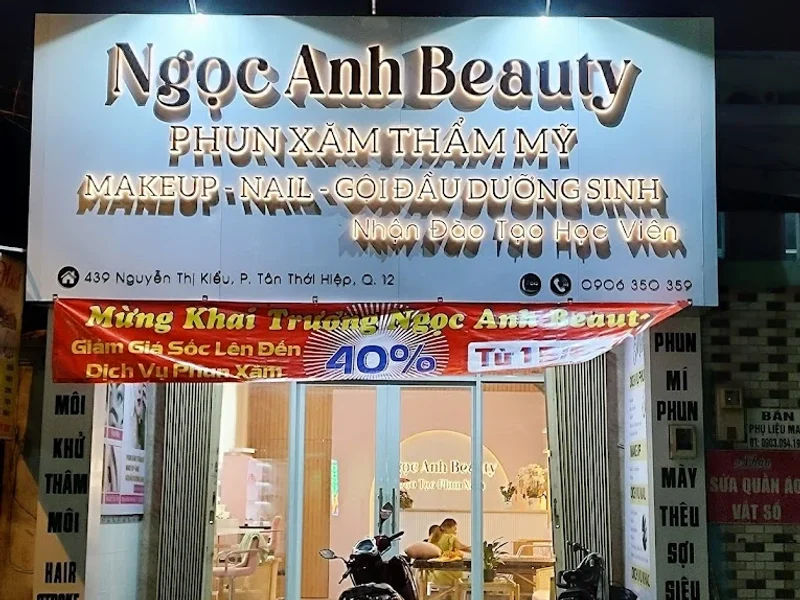 Ngọc Anh Beauty
PHUN XĂM THẨM MỸ
MAKEUP - NAIL - GỘI ĐẦU DƯỠNG SINH
Nhận Đào Tạo Học Viên
439 Nguyễn Thị Kiểu, P. Tân Thới Hiệp, Q. 12
0906 350 359
Mừng Khai Trương Ngọc Anh Beauty
Giảm Giá Sốc Lên Đến
40%
Từ
Dịch Vụ Phun Xăm
MÔI
KHỬ
THÂM
MÔI
HAIR
STROKE
Ngọc Anh Beauty
PHUN
MÍ
PHUN
MÀY
THÊU
SỢI
SIÊU
BÁN
PHỤ LIỆU MA
SỬA QUẦN ÁO
VẮT SỔ